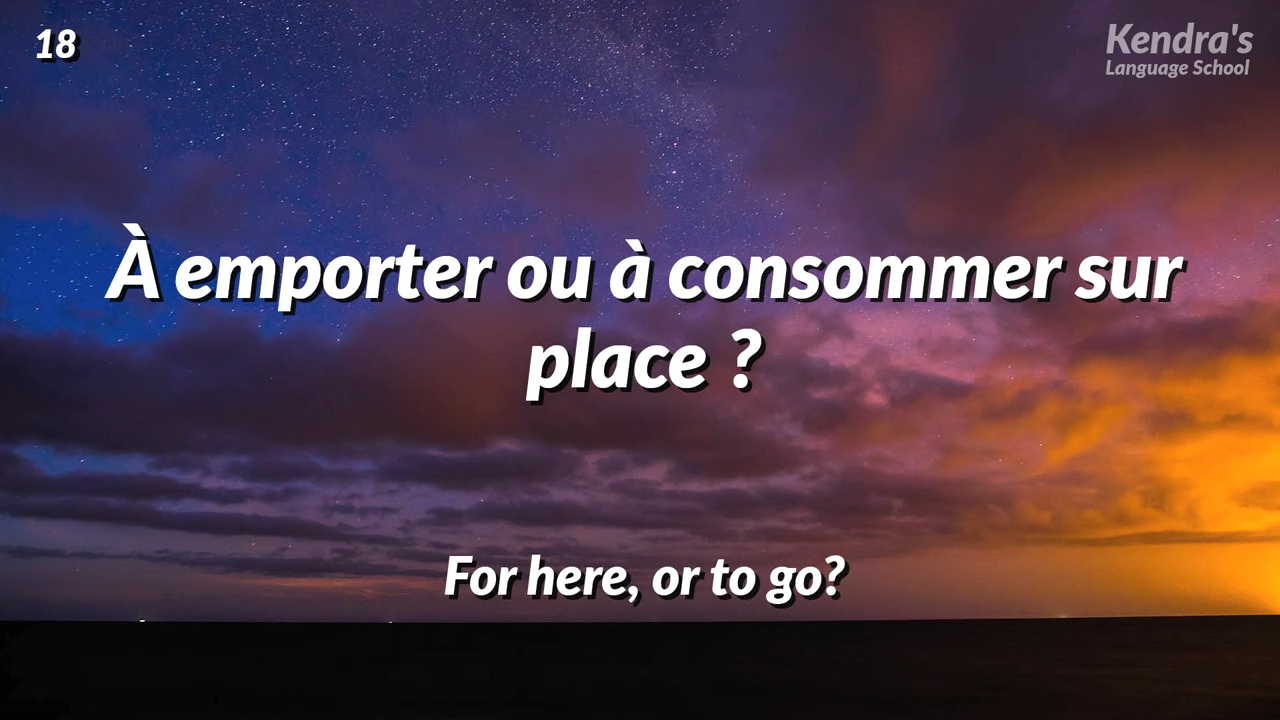 18
Kendra's
Language School
À emporter ou à consommer sur
place ?
For here, or to go?